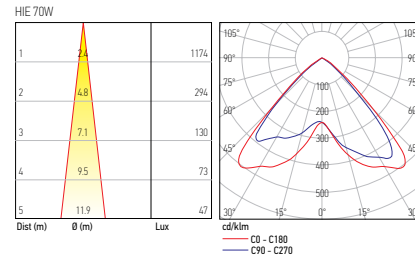 HIE 70W
1 2.4 1174
2 4.8 294
3 7.1 130
4 9.5 73
5 11.9 47
Dist (m) Ø (m) Lux
105° 105°
90° 90°
75° 75°
60° 60°
45° 45°
30° 15° 0° 15° 30°
100
200
300
400
500
cd/klm
C0 - C180
C90 - C270